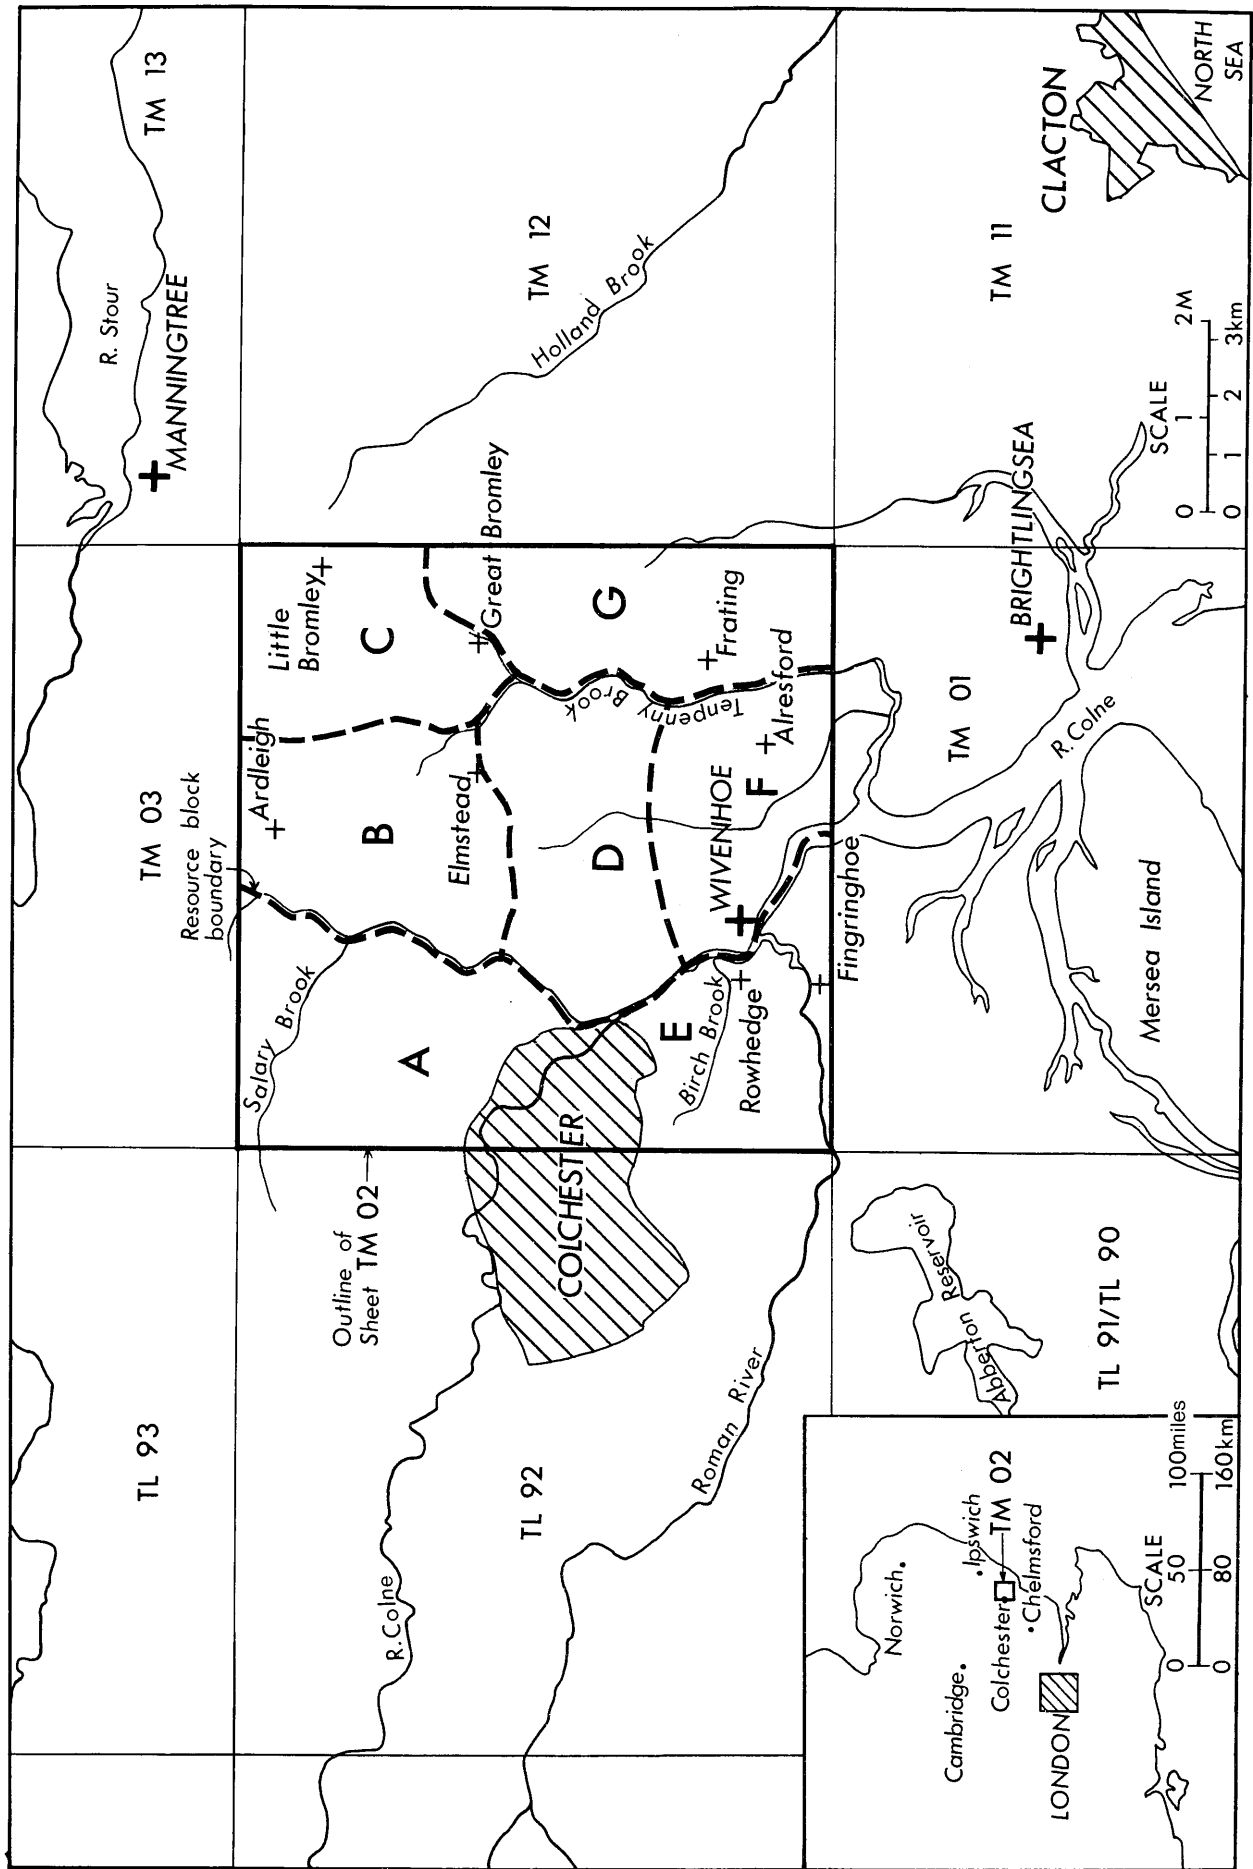 TL 93
TM 03
TM 13
R. Stour
MANNINGTREE
Resource block
boundary
Outline of
Sheet TM 02
Salary Brook
Ardleigh
Little
Bromley
A
B
C
Elmstead
Great Bromley
R. Colne
TL 92
COLCHESTER
D
G
Tenpenny Brook
Holland Brook
TM 12
Roman River
E
Birch Brook
Rowhedge
WIVENHOE
F
Alresford
Frating
Fingringhoe
Abberton Reservoir
TL 91/TL 90
Mersea Island
R. Colne
TM 01
BRIGHTLINGSEA
TM 11
CLACTON
NORTH
SEA
SCALE
0 1 2M
0 1 2 3km
Norwich
Cambridge
Ipswich
Colchester
TM 02
Chelmsford
LONDON
SCALE
0 50 100miles
0 80 160km